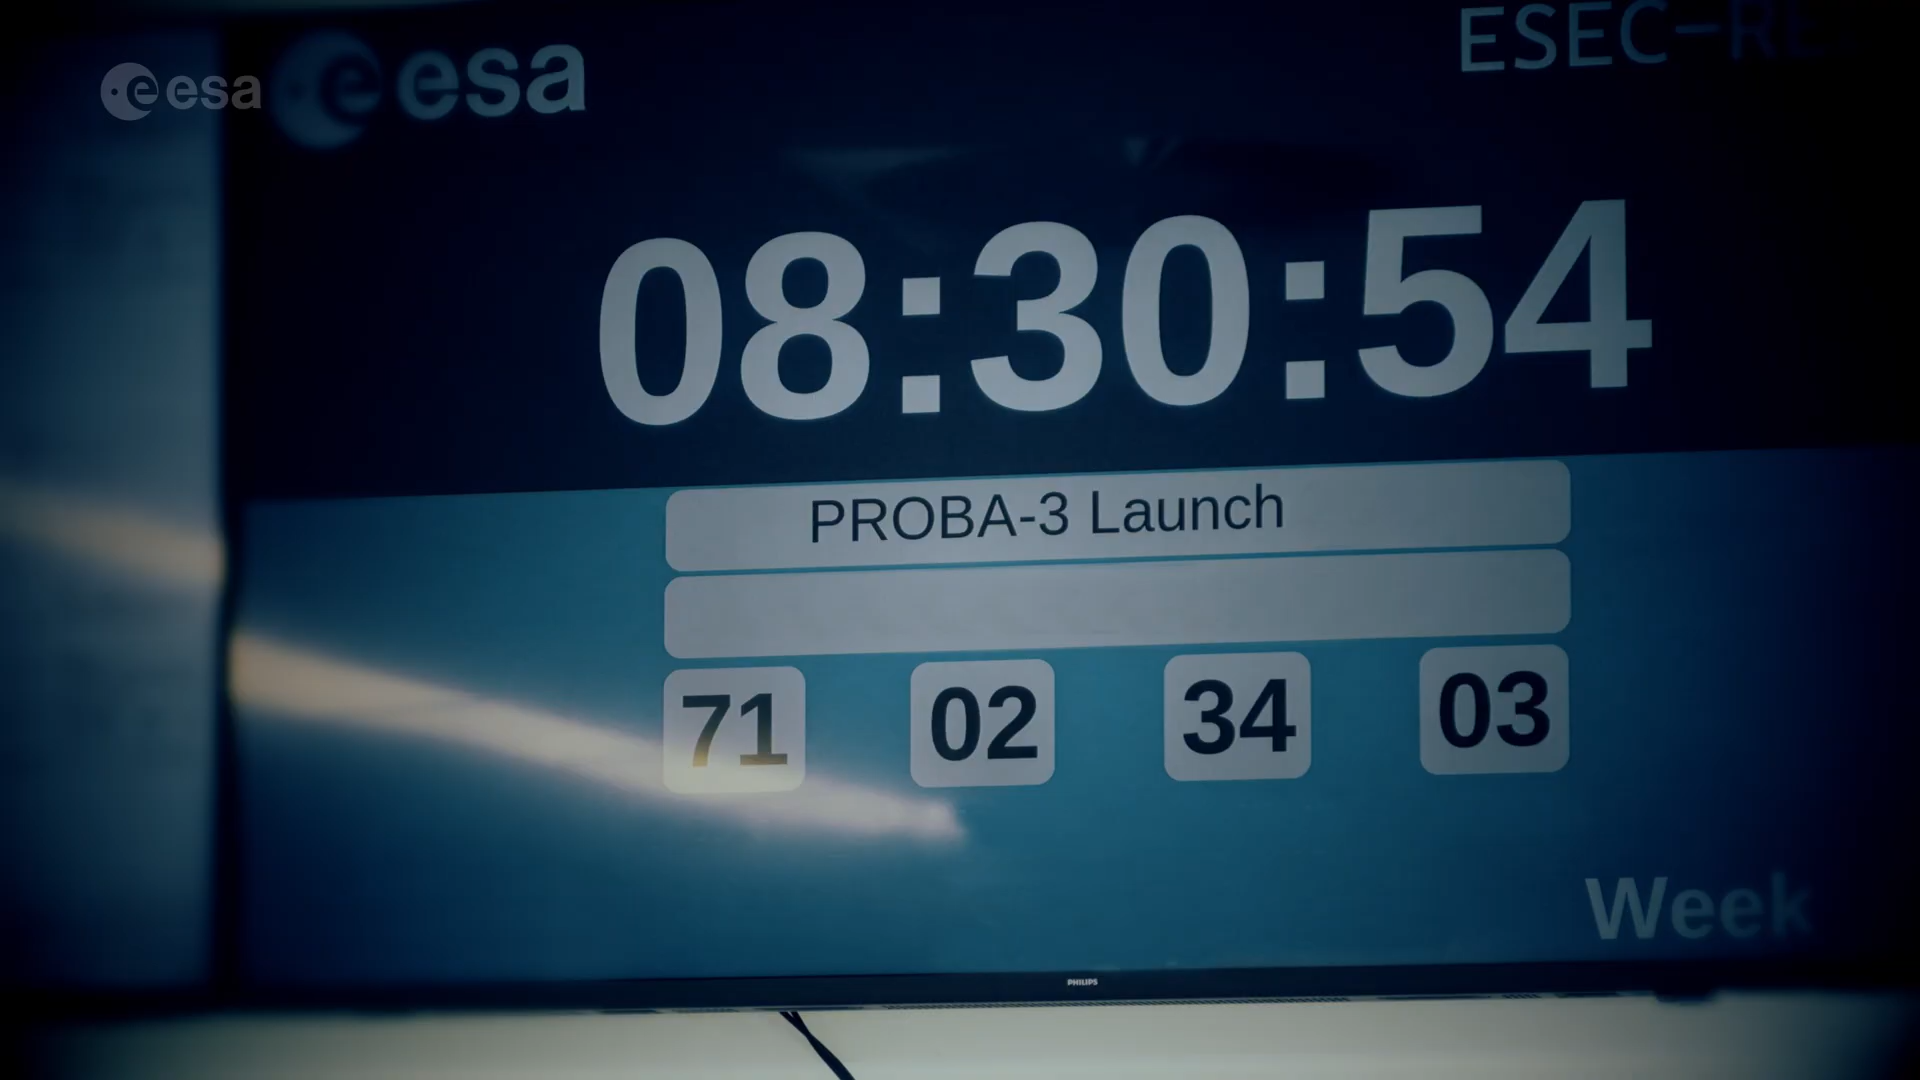 esa
esa
ESEC-RE
08:30:54
PROBA-3 Launch
71 02 34 03
Week
PHILIPS